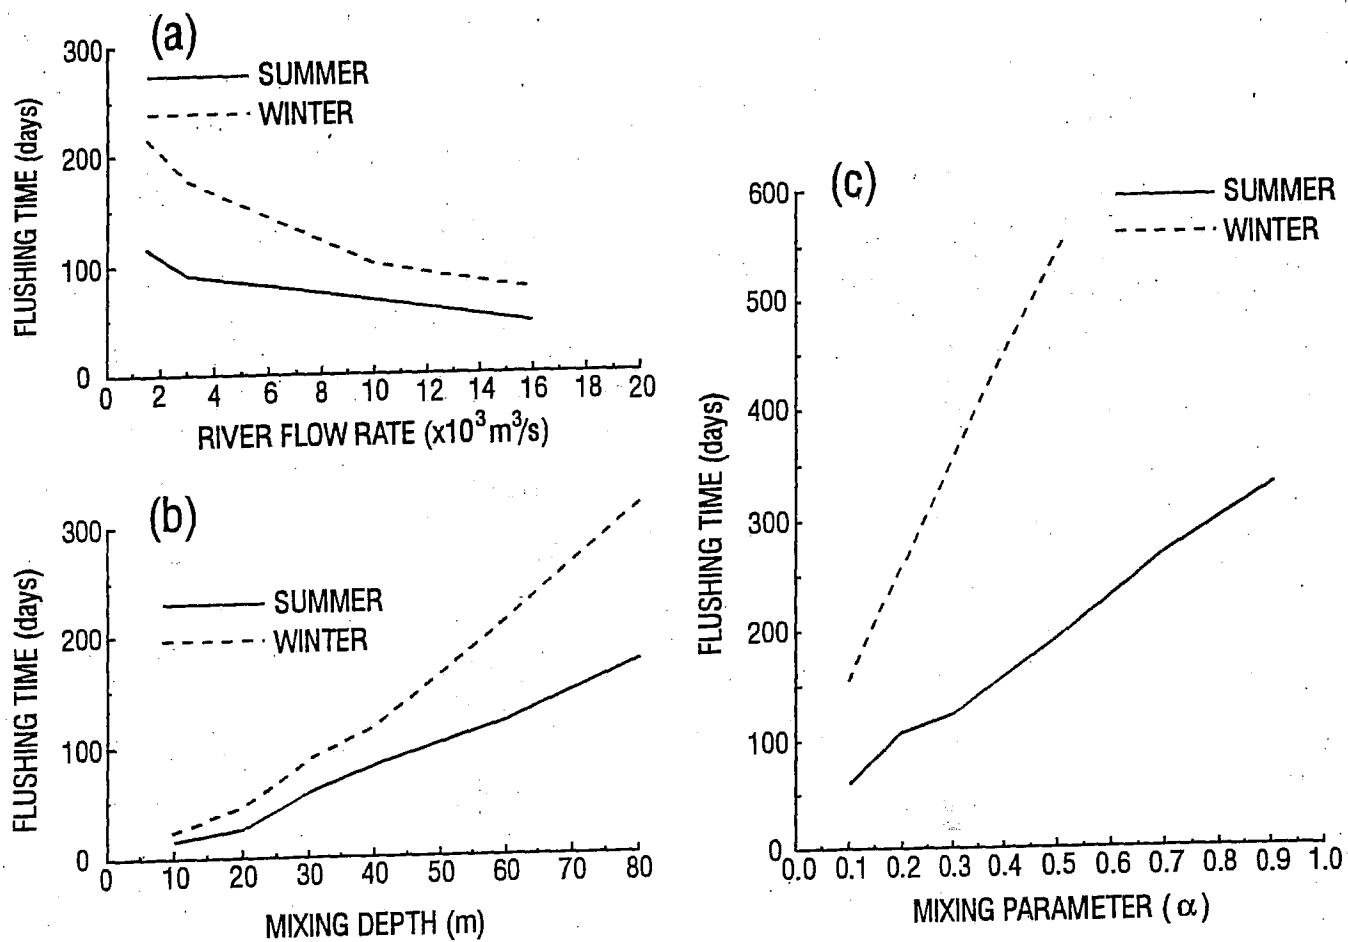 (a)
300
200
100
0
FLUSHING TIME (days)
SUMMER
WINTER
0 2 4 6 8 10 12 14 16 18 20
RIVER FLOW RATE (x10³ m³/s)
(b)
300
200
100
0
FLUSHING TIME (days)
SUMMER
WINTER
0 10 20 30 40 50 60 70 80
MIXING DEPTH (m)
(c)
600
500
400
300
200
100
0
FLUSHING TIME (days)
SUMMER
WINTER
0.0 0.1 0.2 0.3 0.4 0.5 0.6 0.7 0.8 0.9 1.0
MIXING PARAMETER (α)